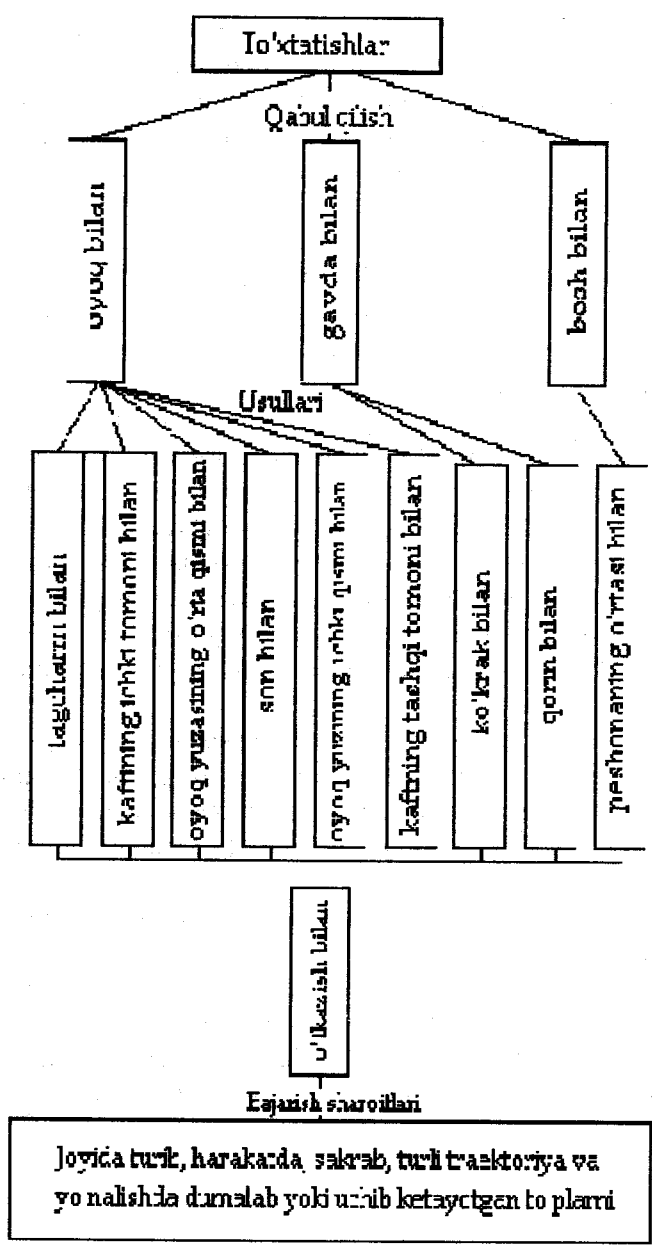 To'xtatishlar
Qabul qilish
oyoq bilan
gavda bilan
bosh bilan
Usullari
tagcharm bilan
kaftning ichki tomoni bilan
oyoq yuzasining o'rta qismi bilan
son bilan
oyoq yuzining ichki qismi bilan
kaftning tashqi tomoni bilan
ko'krak bilan
qorin bilan
peshonaning o'rtasi bilan
o'tkazish bilan
Bajarish sharoitlari
Joyida turib, harakatda, sakrab, turli traektoriya va
yo nalishda dumalab yoki uchib ketayotgan to plarni